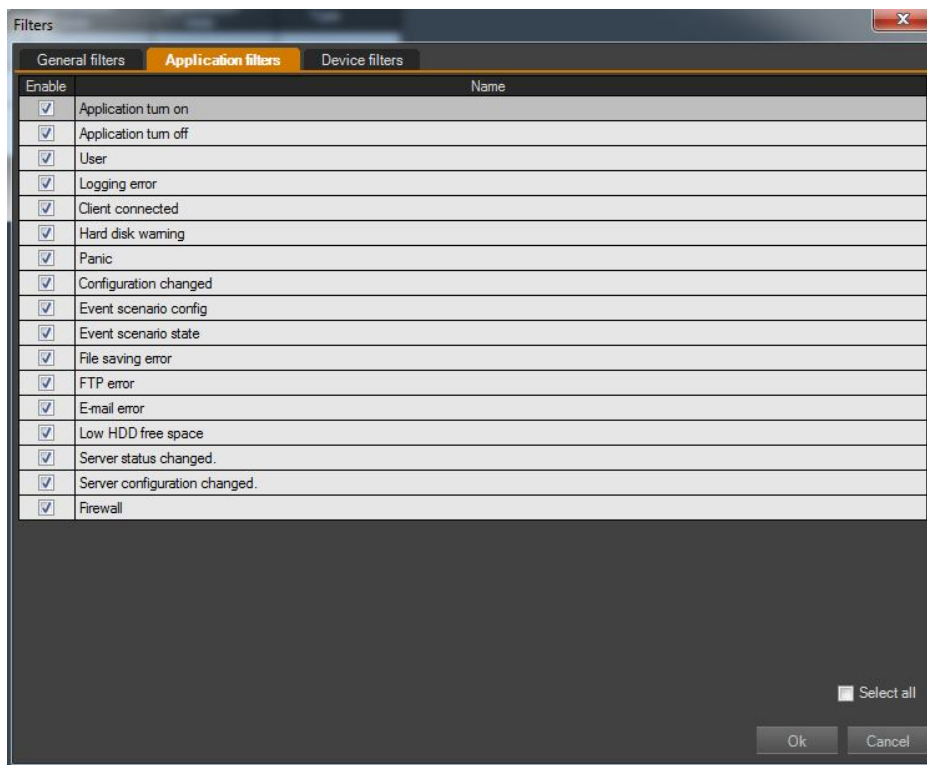 Filters
General filters Application filters Device filters
Enable Name
Application turn on
Application turn off
User
Logging error
Client connected
Hard disk warning
Panic
Configuration changed
Event scenario config
Event scenario state
File saving error
FTP error
E-mail error
Low HDD free space
Server status changed.
Server configuration changed.
Firewall
Select all
Ok Cancel